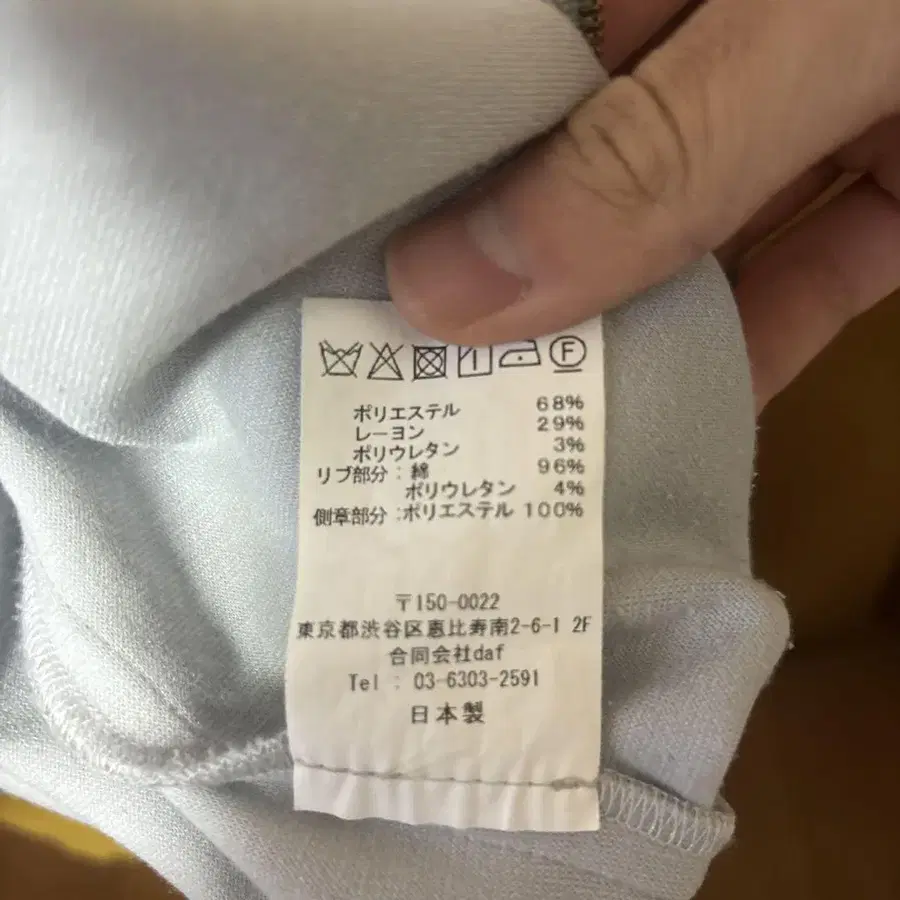 F
ポリエステル 68%
レーヨン 29%
ポリウレタン 3%
リブ部分:綿 96%
ポリウレタン 4%
側章部分:ポリエステル 100%
〒150-0022
東京都渋谷区恵比寿南2-6-1 2F
合同会社daf
Tel : 03-6303-2591
日本製